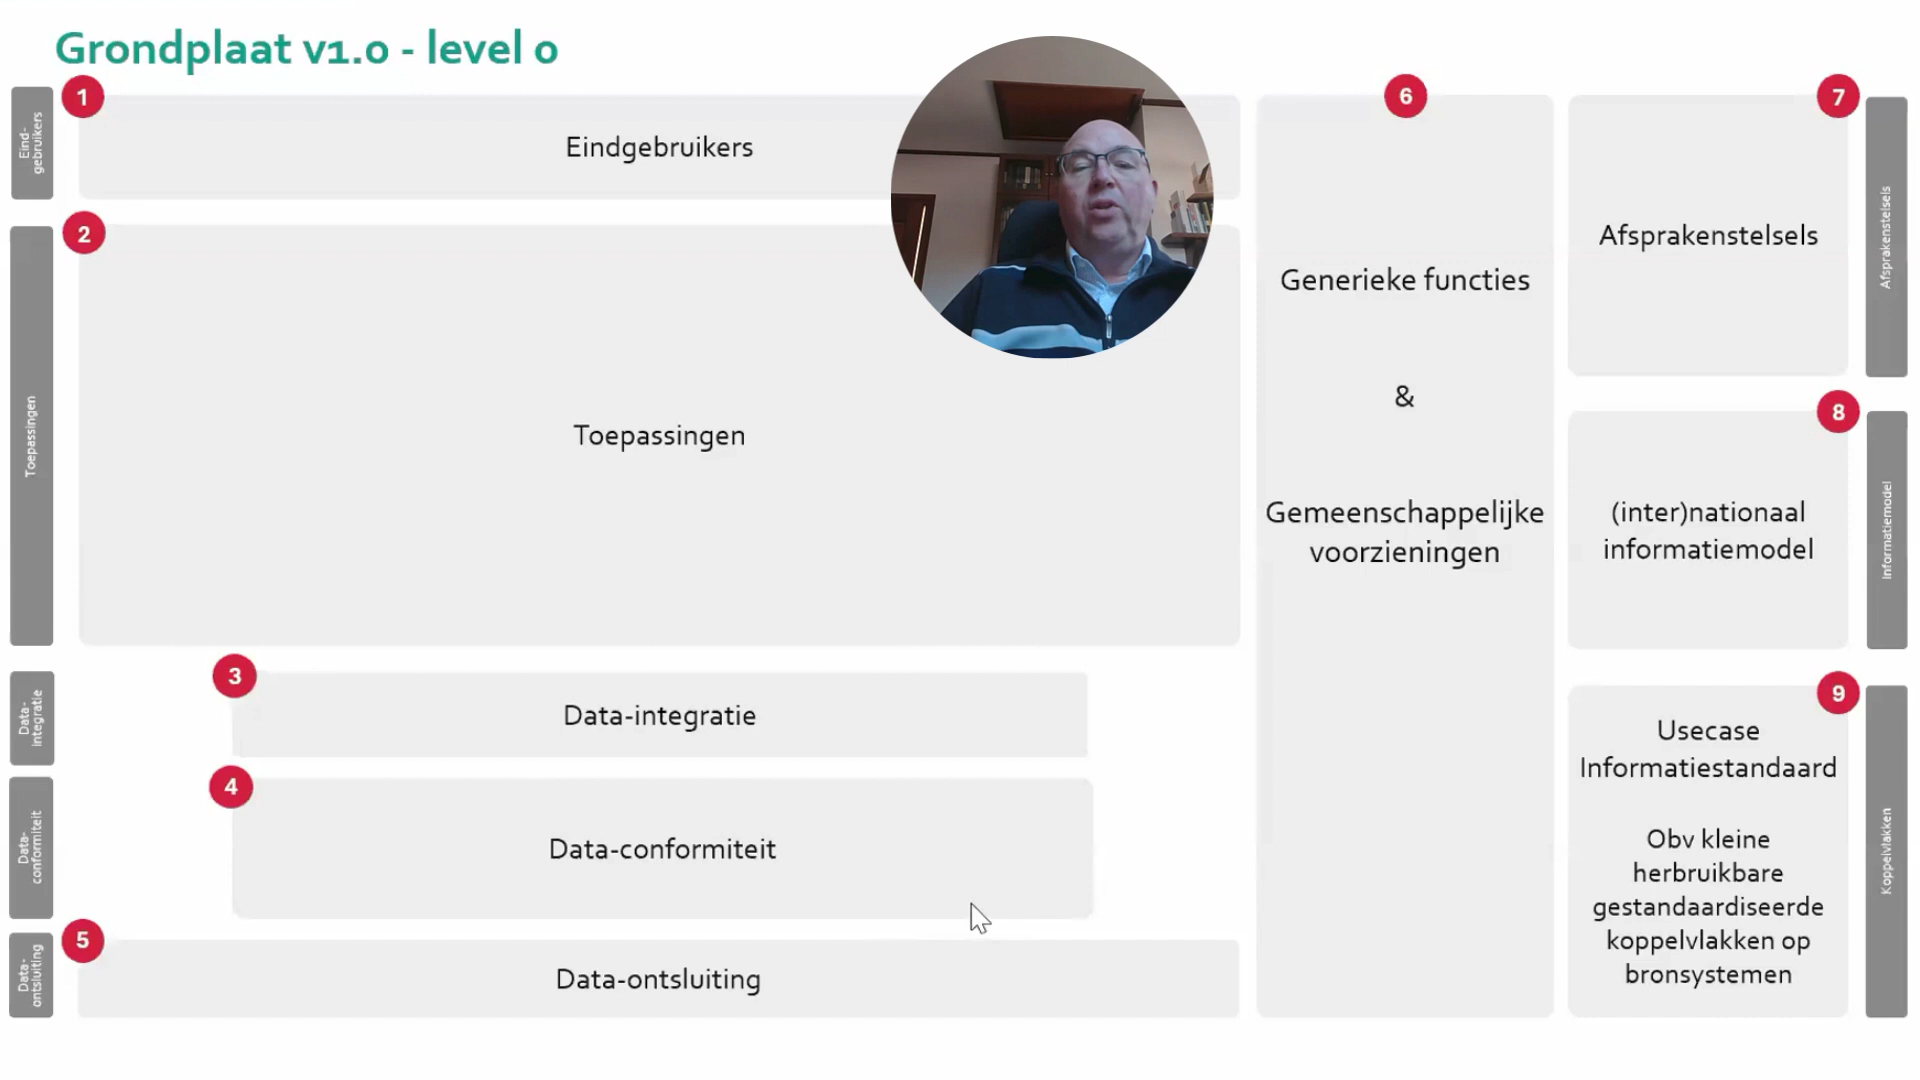 Grondplaat v1.0 - level 0
Eind-
gebruikers
1
Eindgebruikers
Toepassingen
2
Toepassingen
Data-
integratie
3
Data-integratie
Data-
conformiteit
4
Data-conformiteit
Data-
ontsluiting
5
Data-ontsluiting
6
Generieke functies
&
Gemeenschappelijke
voorzieningen
7
Afsprakenstelsels
Afsprakenstelsels
8
(inter)nationaal
informatiemodel
Informatiemodel
9
Usecase
Informatiestandaard
Obv kleine
herbruikbare
gestandaardiseerde
koppelvlakken op
bronsystemen
Koppelvlakken